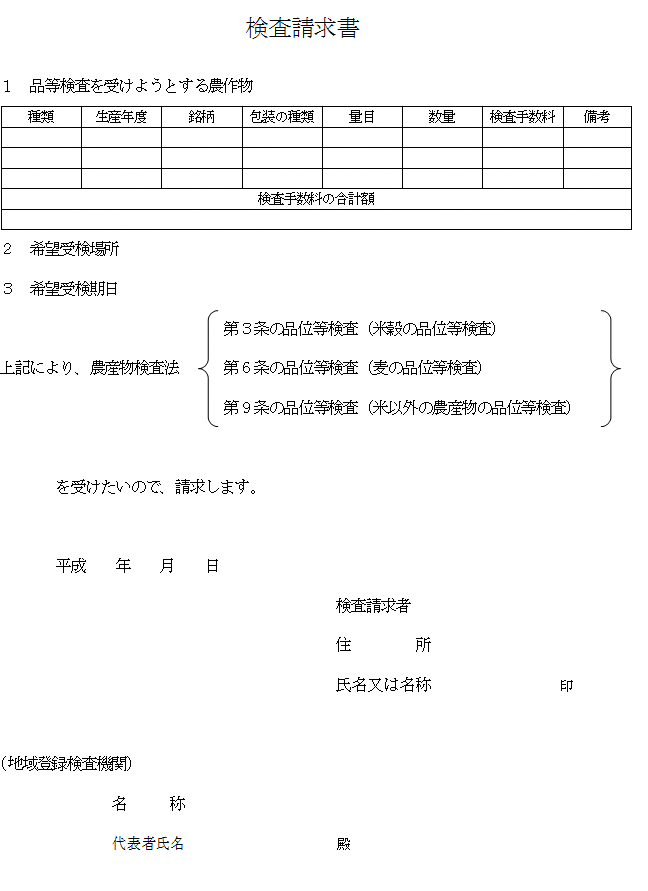 検査請求書
１　品等検査を受けようとする農作物
種類 生産年度 銘柄 包装の種類 量目 数量 検査手数料 備考
検査手数料の合計額
２　希望受検場所
３　希望受検期日
第３条の品位等検査（米穀の品位等検査）
上記により、農産物検査法 第６条の品位等検査（麦の品位等検査）
第９条の品位等検査（米以外の農産物の品位等検査）
を受けたいので、請求します。
平成　　年　　月　　日
検査請求者
住　　　　所
氏名又は名称　　　　　　　　印
（地域登録検査機関）
名　　　称
代表者氏名　　　　　　　　　　殿